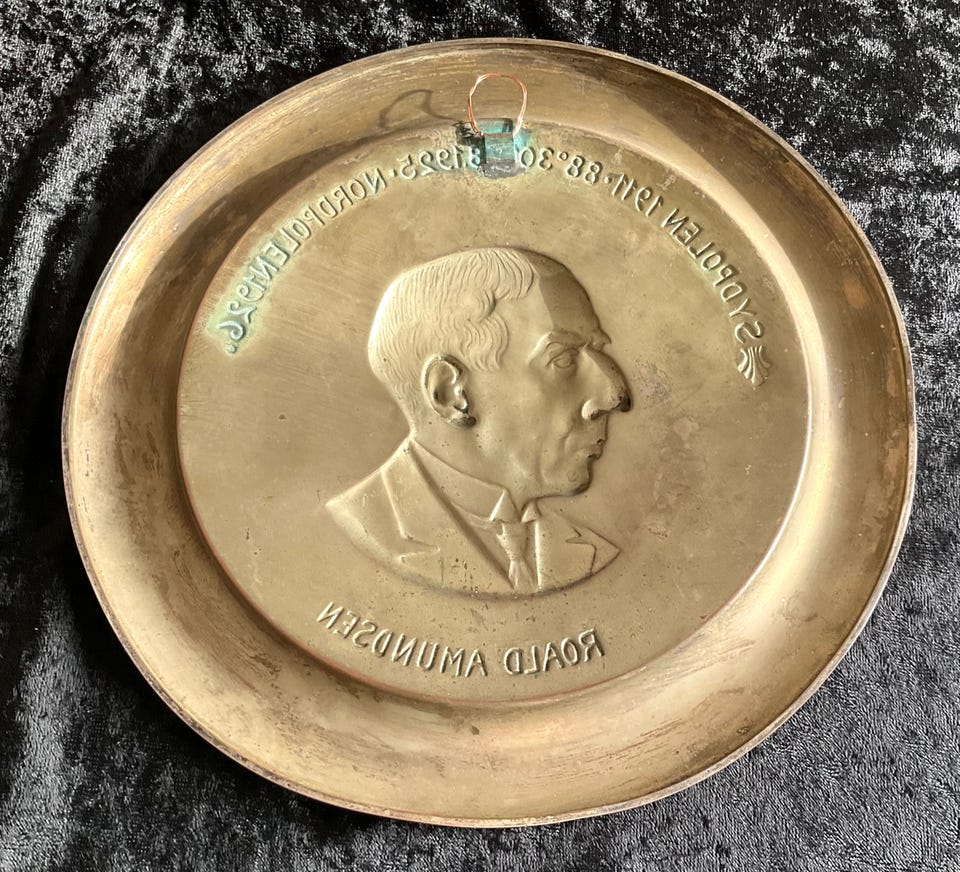 SYDPOLEN 1911·88°30 1925·NORDPOLEN 1926
ROALD AMUNDSEN